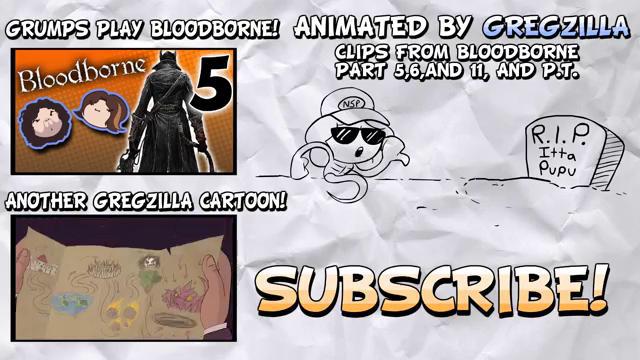 GRUMPS PLAY BLOODBORNE!
Bloodborne
5
ANIMATED BY GREGZILLA
CLIPS FROM BLOODBORNE
PART 5,6,AND 11, AND P.T.
NSP
R.I.P.
Itta
Pupu
ANOTHER GREGZILLA CARTOON!
SUBSCRIBE!